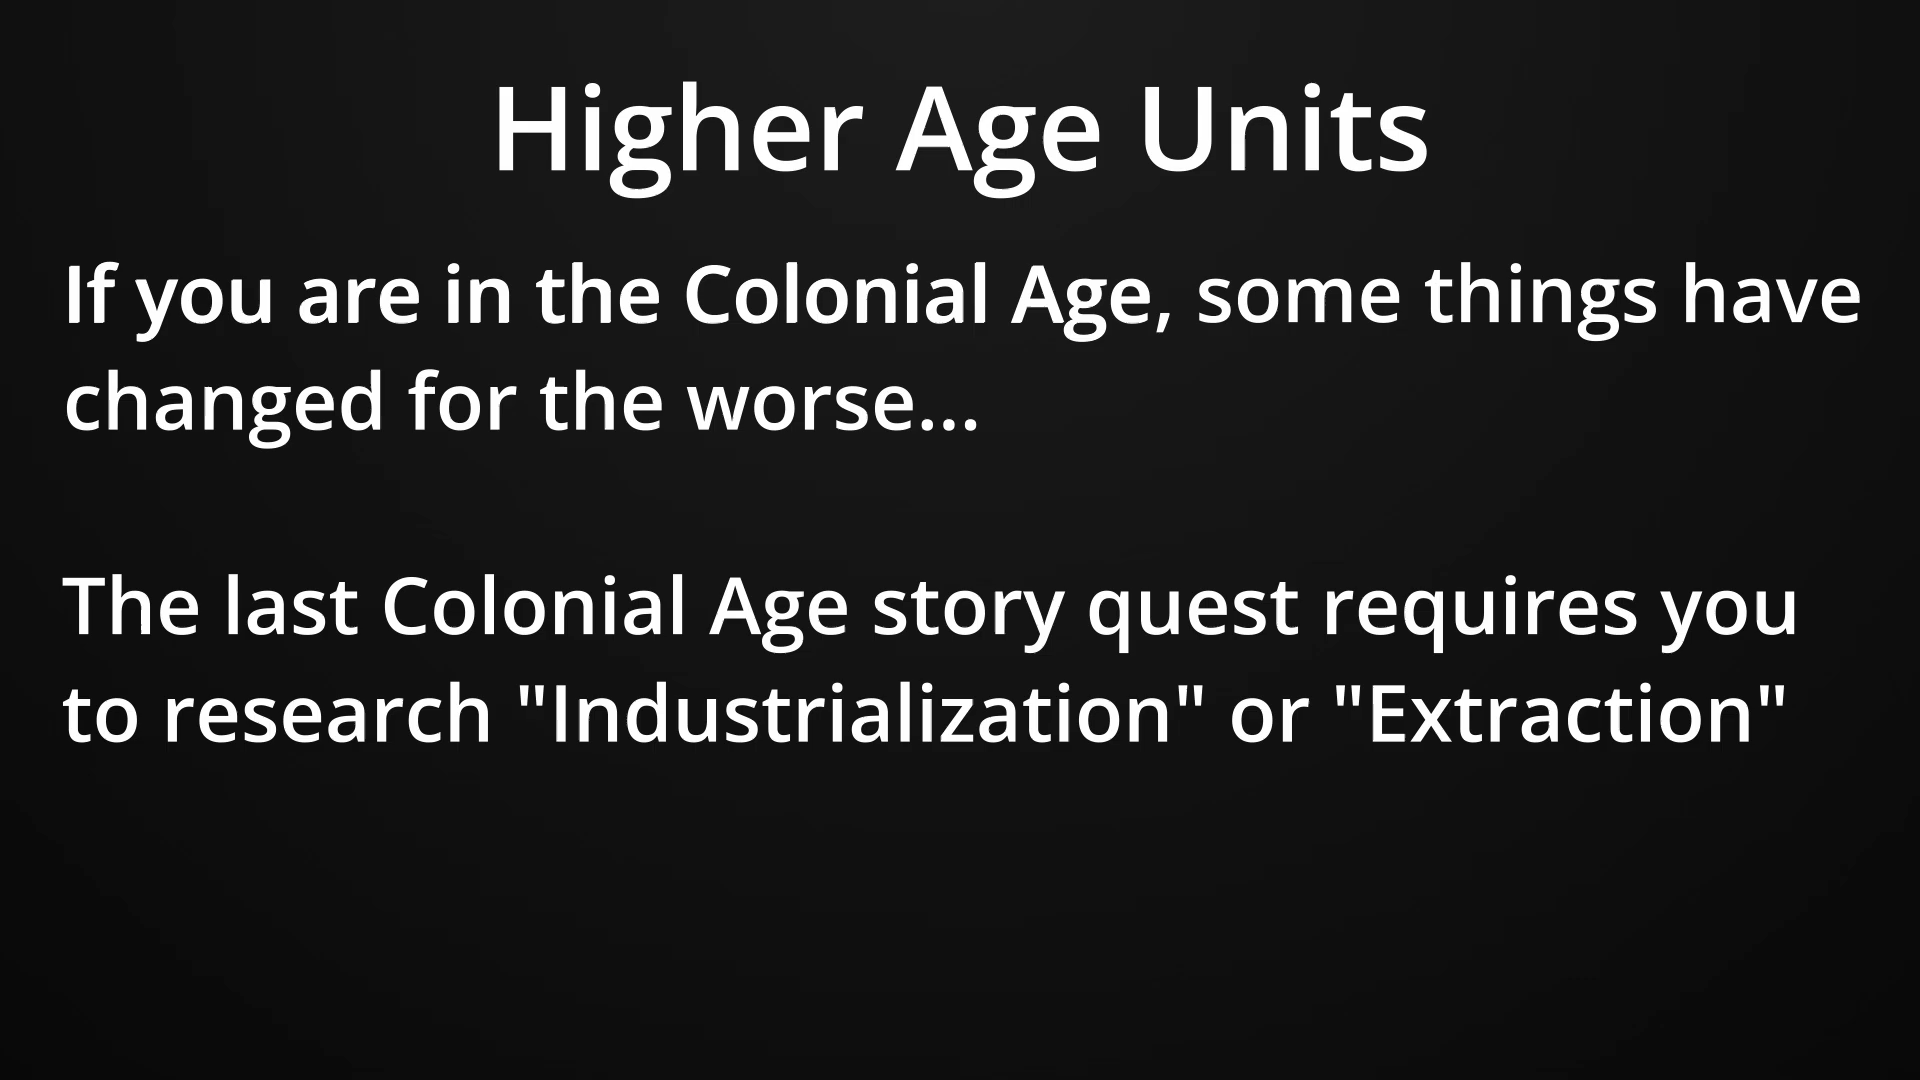 Higher Age Units
If you are in the Colonial Age, some things have
changed for the worse...
The last Colonial Age story quest requires you
to research "Industrialization" or "Extraction"